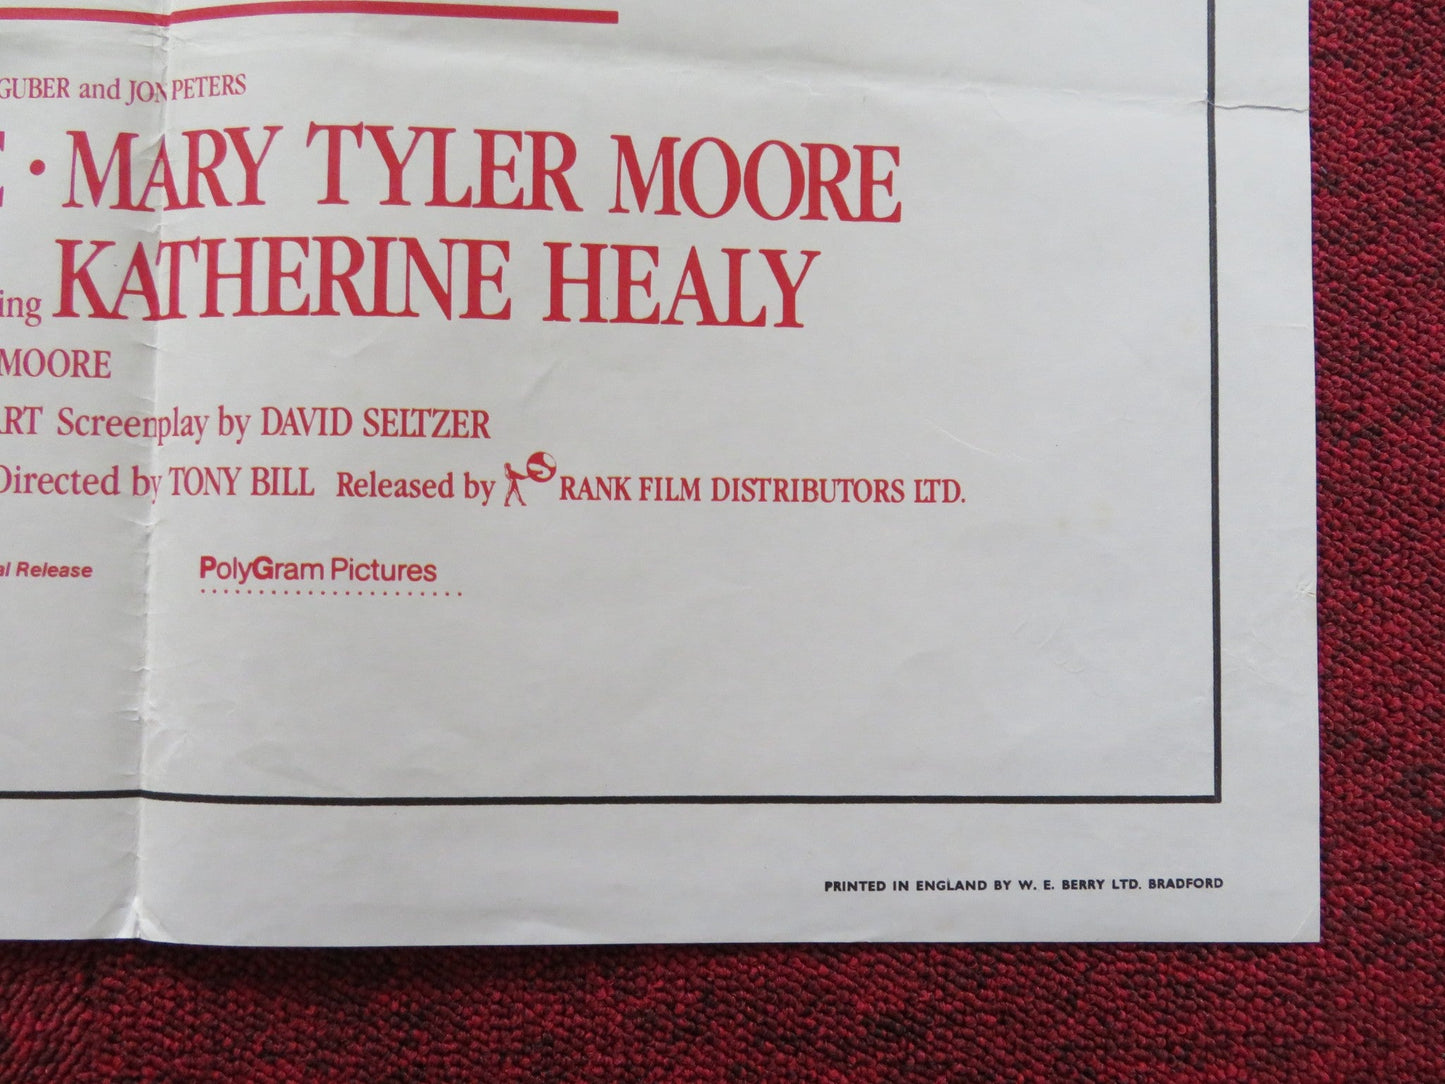 GUBER and JON PETERS
E • MARY TYLER MOORE
ing KATHERINE HEALY
MOORE
ART Screenplay by DAVID SELTZER
Directed by TONY BILL Released by RANK FILM DISTRIBUTORS LTD.
al Release PolyGram Pictures
PRINTED IN ENGLAND BY W. E. BERRY LTD. BRADFORD